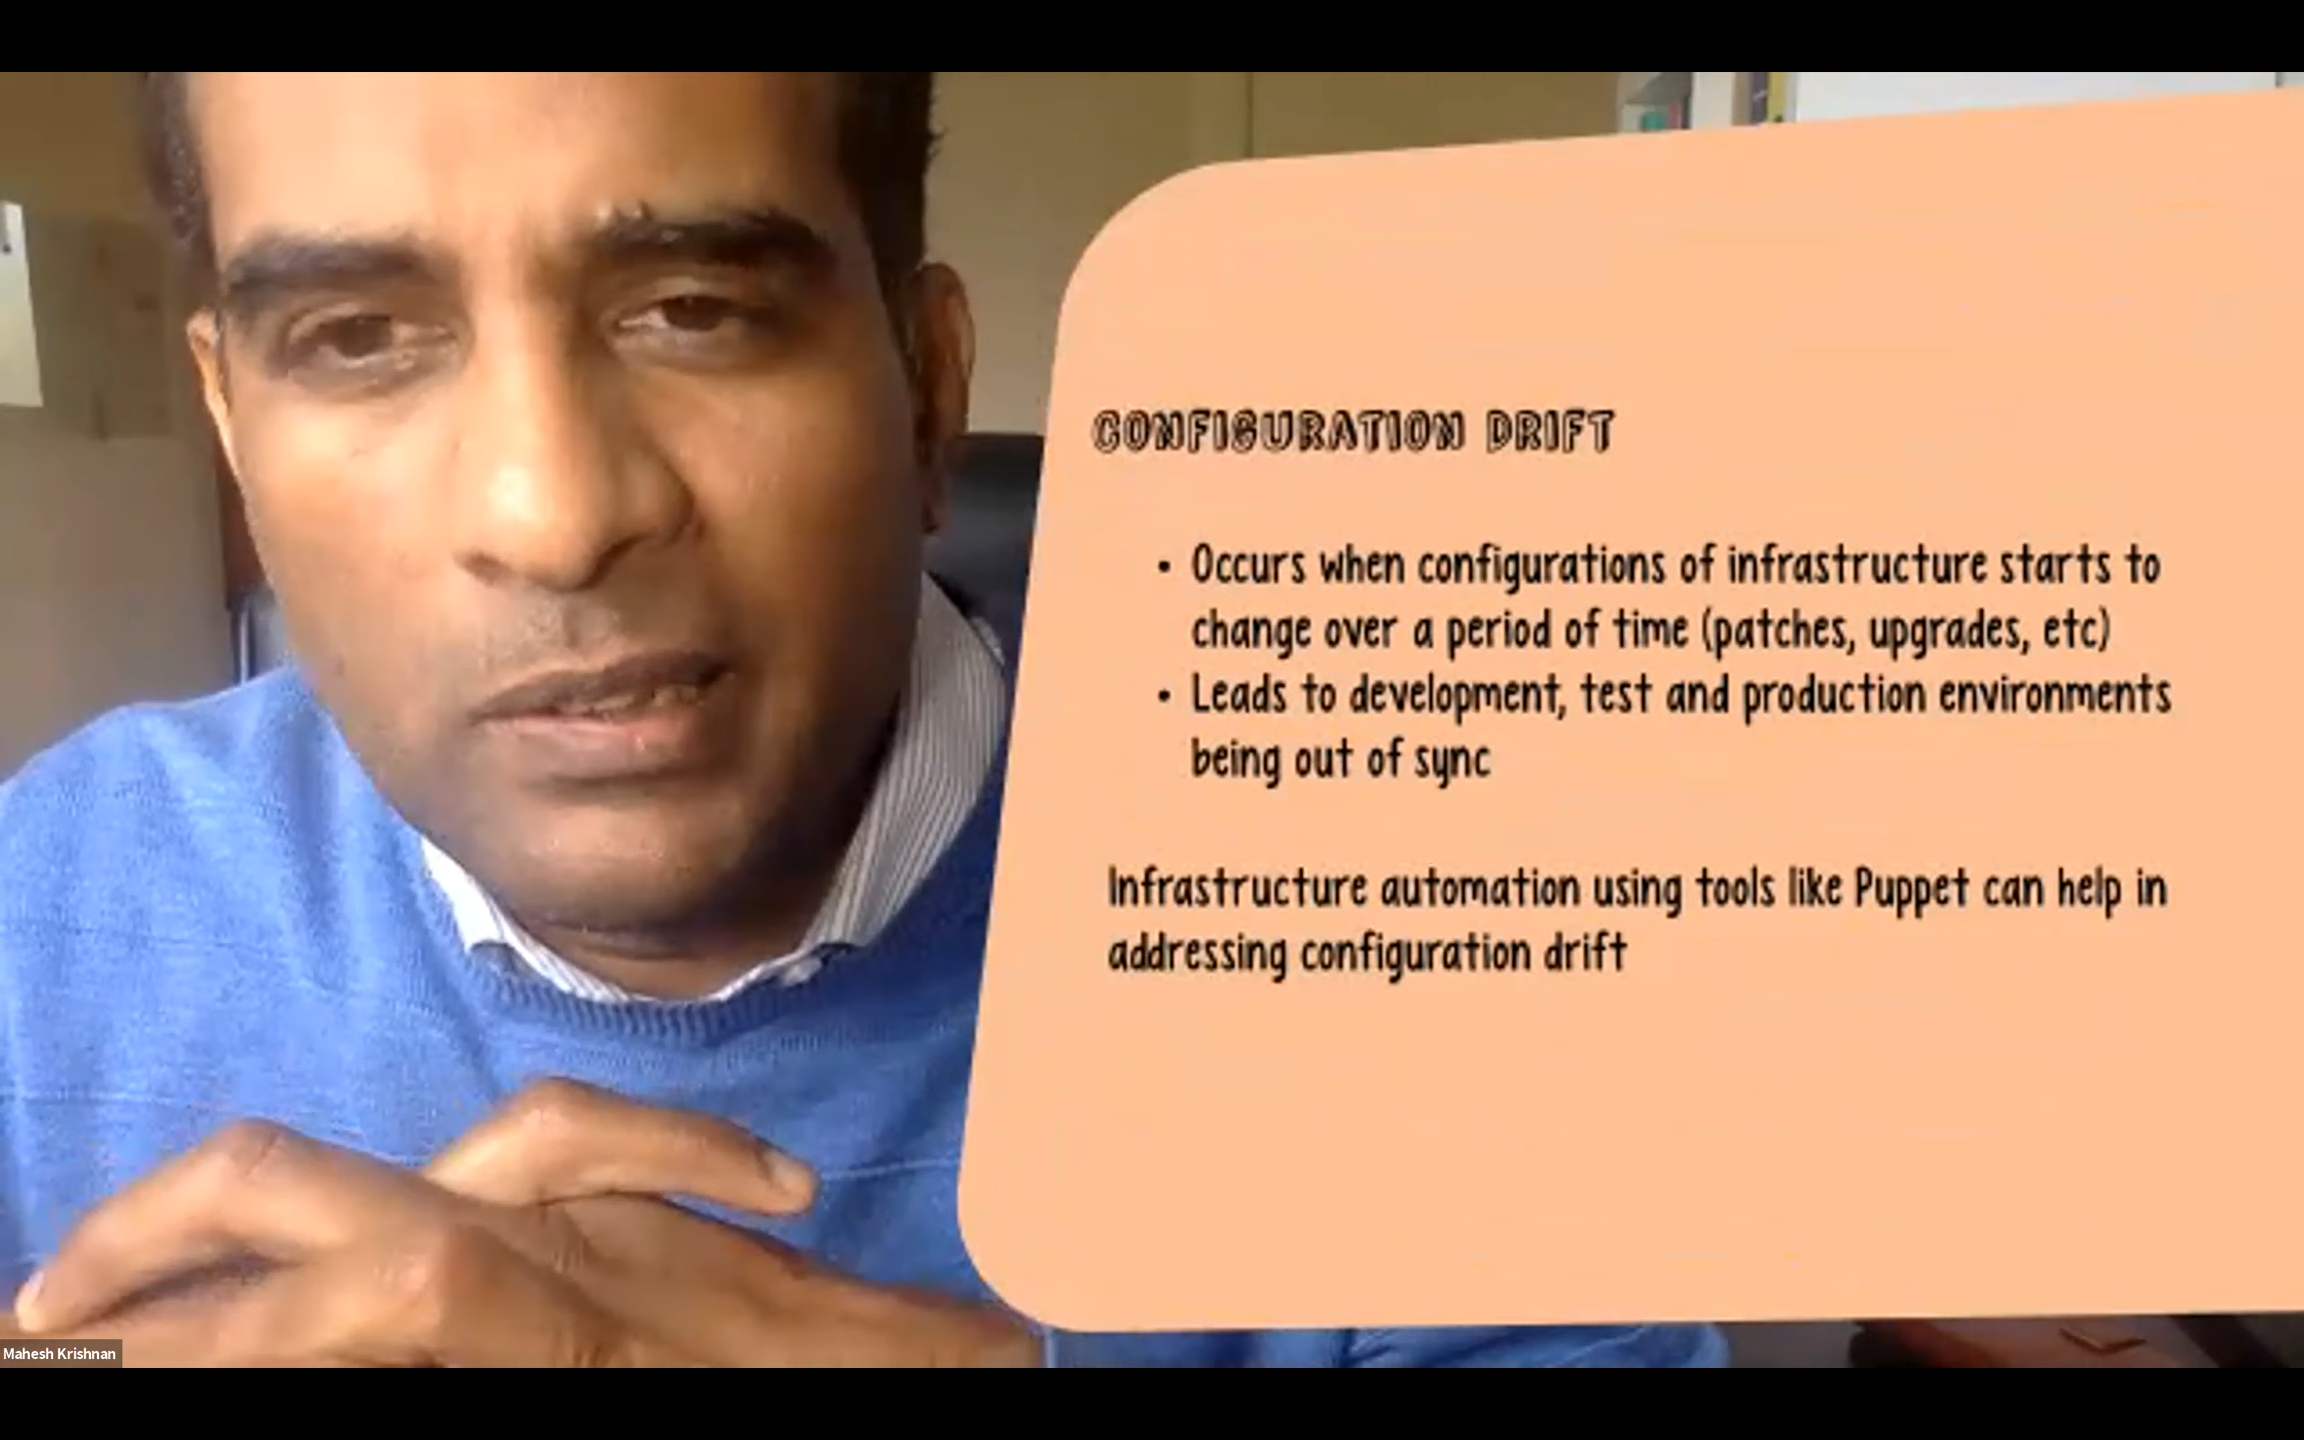 CONFIGURATION DRIFT
• Occurs when configurations of infrastructure starts to
change over a period of time (patches, upgrades, etc)
• Leads to development, test and production environments
being out of sync
Infrastructure automation using tools like Puppet can help in
addressing configuration drift
Mahesh Krishnan